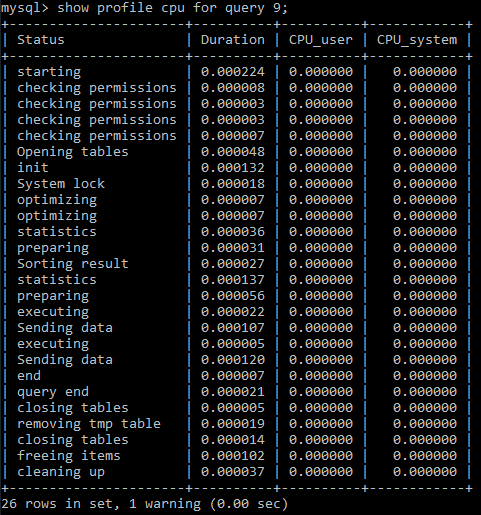 mysql> show profile cpu for query 9;
+----------------------+----------+----------+------------+
| Status               | Duration | CPU_user | CPU_system |
+----------------------+----------+----------+------------+
| starting             | 0.000224 | 0.000000 |   0.000000 |
| checking permissions | 0.000008 | 0.000000 |   0.000000 |
| checking permissions | 0.000003 | 0.000000 |   0.000000 |
| checking permissions | 0.000003 | 0.000000 |   0.000000 |
| checking permissions | 0.000007 | 0.000000 |   0.000000 |
| Opening tables       | 0.000048 | 0.000000 |   0.000000 |
| init                 | 0.000132 | 0.000000 |   0.000000 |
| System lock          | 0.000018 | 0.000000 |   0.000000 |
| optimizing           | 0.000007 | 0.000000 |   0.000000 |
| optimizing           | 0.000007 | 0.000000 |   0.000000 |
| statistics           | 0.000036 | 0.000000 |   0.000000 |
| preparing            | 0.000031 | 0.000000 |   0.000000 |
| Sorting result       | 0.000027 | 0.000000 |   0.000000 |
| statistics           | 0.000137 | 0.000000 |   0.000000 |
| preparing            | 0.000056 | 0.000000 |   0.000000 |
| executing            | 0.000022 | 0.000000 |   0.000000 |
| Sending data         | 0.000107 | 0.000000 |   0.000000 |
| executing            | 0.000005 | 0.000000 |   0.000000 |
| Sending data         | 0.000120 | 0.000000 |   0.000000 |
| end                  | 0.000007 | 0.000000 |   0.000000 |
| query end            | 0.000021 | 0.000000 |   0.000000 |
| closing tables       | 0.000005 | 0.000000 |   0.000000 |
| removing tmp table   | 0.000019 | 0.000000 |   0.000000 |
| closing tables       | 0.000014 | 0.000000 |   0.000000 |
| freeing items        | 0.000102 | 0.000000 |   0.000000 |
| cleaning up          | 0.000037 | 0.000000 |   0.000000 |
+----------------------+----------+----------+------------+
26 rows in set, 1 warning (0.00 sec)